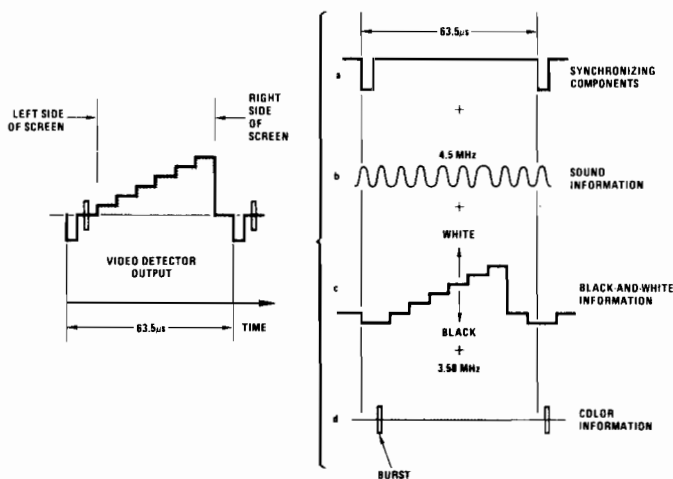 LEFT SIDE
OF SCREEN
RIGHT
SIDE
OF
SCREEN
VIDEO DETECTOR
OUTPUT
63.5μs
TIME
63.5μs
a
SYNCHRONIZING
COMPONENTS
+
4.5 MHz
b
SOUND
INFORMATION
+
WHITE
c
BLACK-AND-WHITE
INFORMATION
BLACK
+
3.58 MHz
d
COLOR
INFORMATION
BURST